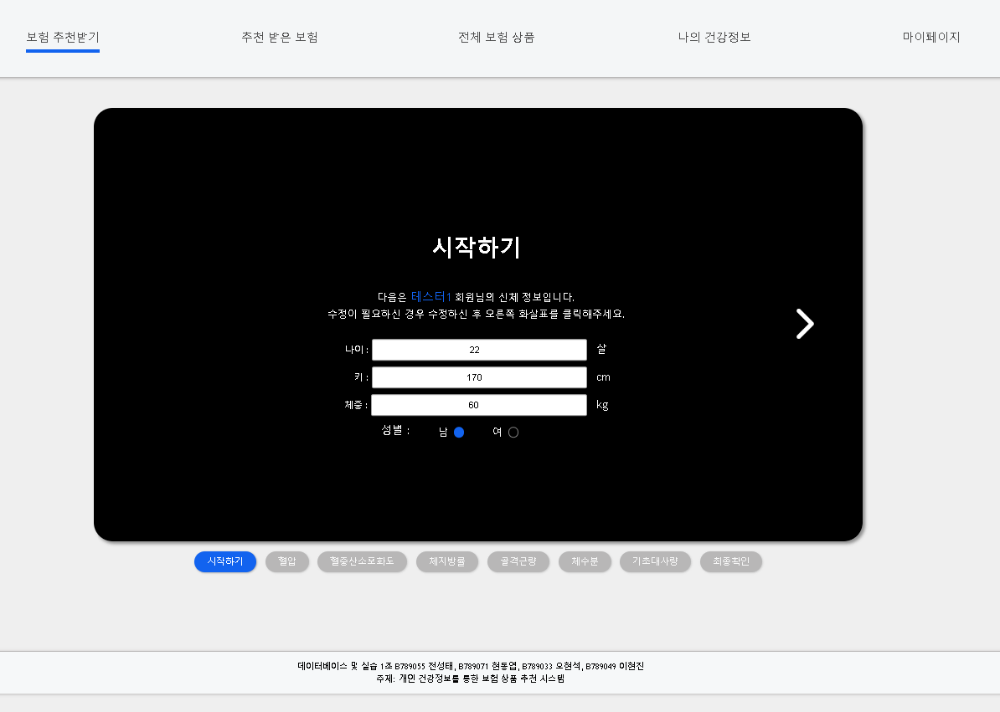 보험 추천받기 추천 받은 보험 전체 보험 상품 나의 건강정보 마이페이지
시작하기
다음은 테스터1 회원님의 신체 정보입니다.
수정이 필요하신 경우 수정하신 후 오른쪽 화살표를 클릭해주세요.
나이 : 22 살
키 : 170 cm
체중 : 60 kg
성별 : 남 여
시작하기 혈압 혈중산소포화도 체지방률 골격근량 체수분 기초대사량 최종확인
데이터베이스 및 실습 1조 B789055 전성태, B789071 현동엽, B789033 오현석, B789049 이현진
주제: 개인 건강정보를 통한 보험 상품 추천 시스템